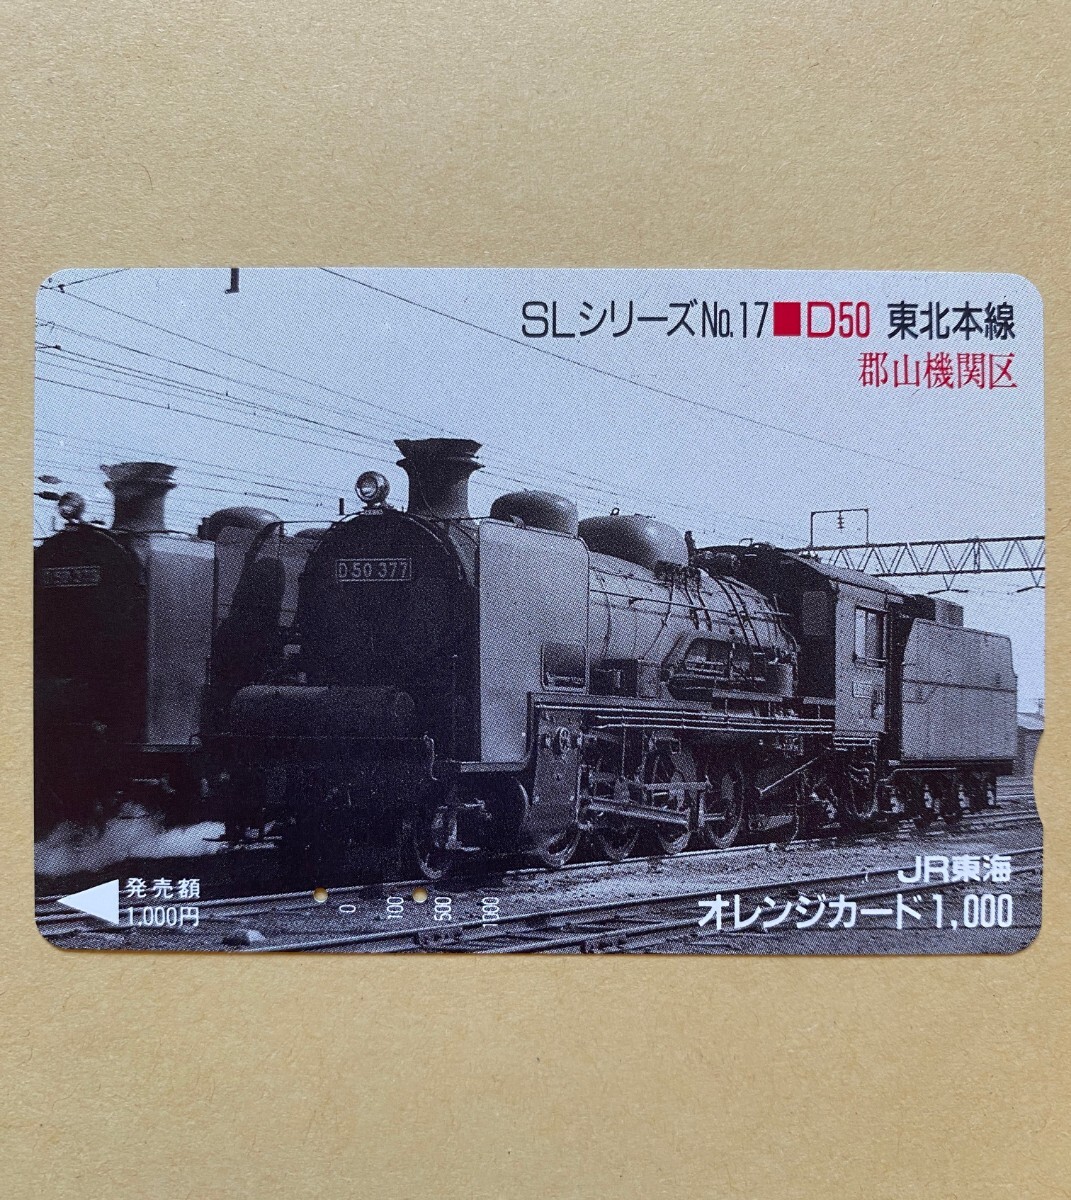 SLシリーズNo.17■D50 東北本線
郡山機関区
D50 377
JR東海
オレンジカード1,000
発売額
1,000円
0 100 500 1000